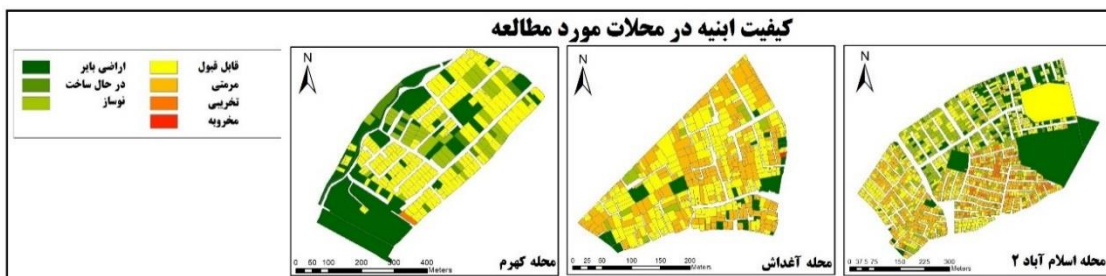 کیفیت ابنیه در محلات مورد مطالعه
اراضی بایر
در حال ساخت
نوساز
قابل قبول
مرمتی
تخریبی
مخروبه
N
محله کهرم
0 50 100 200 300 400
Meters
N
محله آغداش
0 25 50 100 150 200
Meters
N
محله اسلام آباد ۲
0 37.5 75 150 225 300
Meters